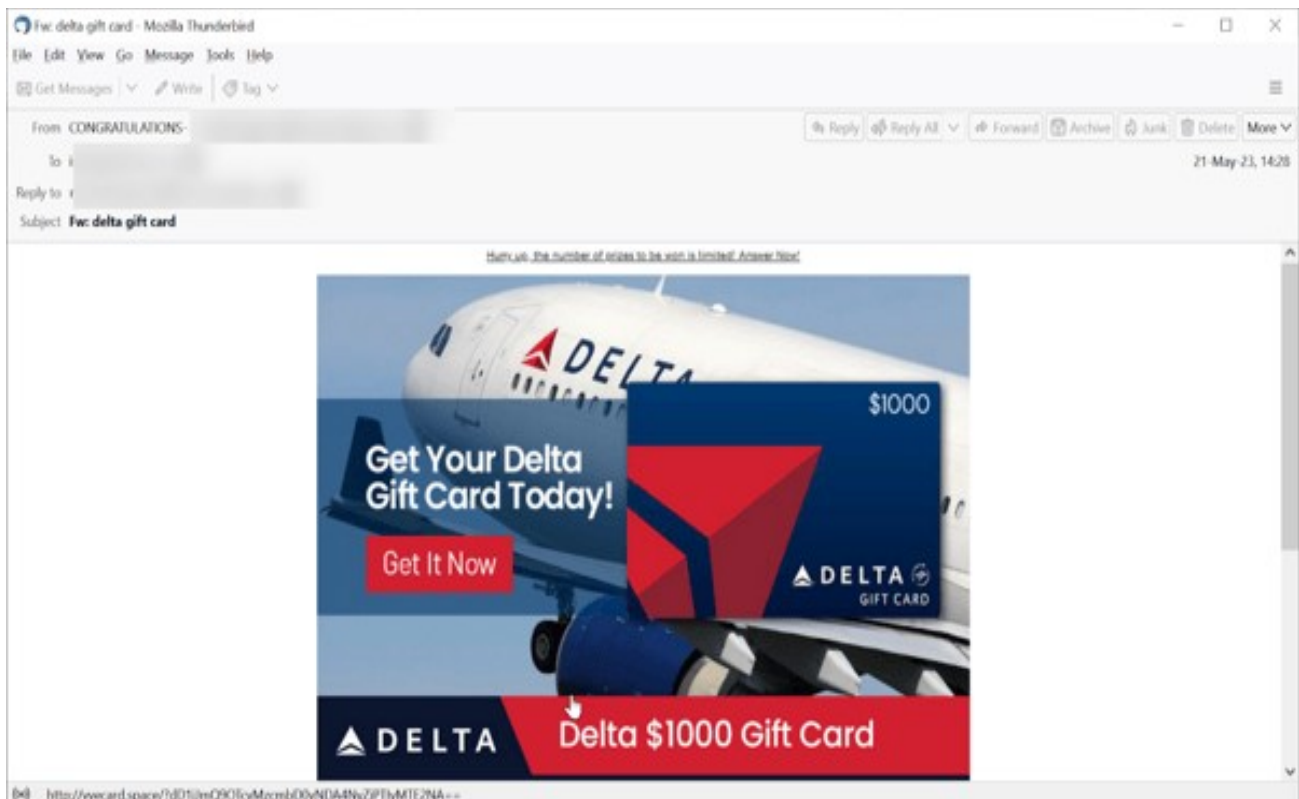 Fw: delta gift card - Mozilla Thunderbird
File Edit View Go Message Tools Help
Get Messages Write Tag
From CONGRATULATIONS-
Reply Reply All Forward Archive Junk Delete More
To
21-May-23, 14:28
Reply to
Subject Fw: delta gift card
Hurry up, the number of prizes to be won is limited! Answer Now!
DELTA
$1000
Get Your Delta
Gift Card Today!
Get It Now
DELTA
GIFT CARD
DELTA
Delta $1000 Gift Card